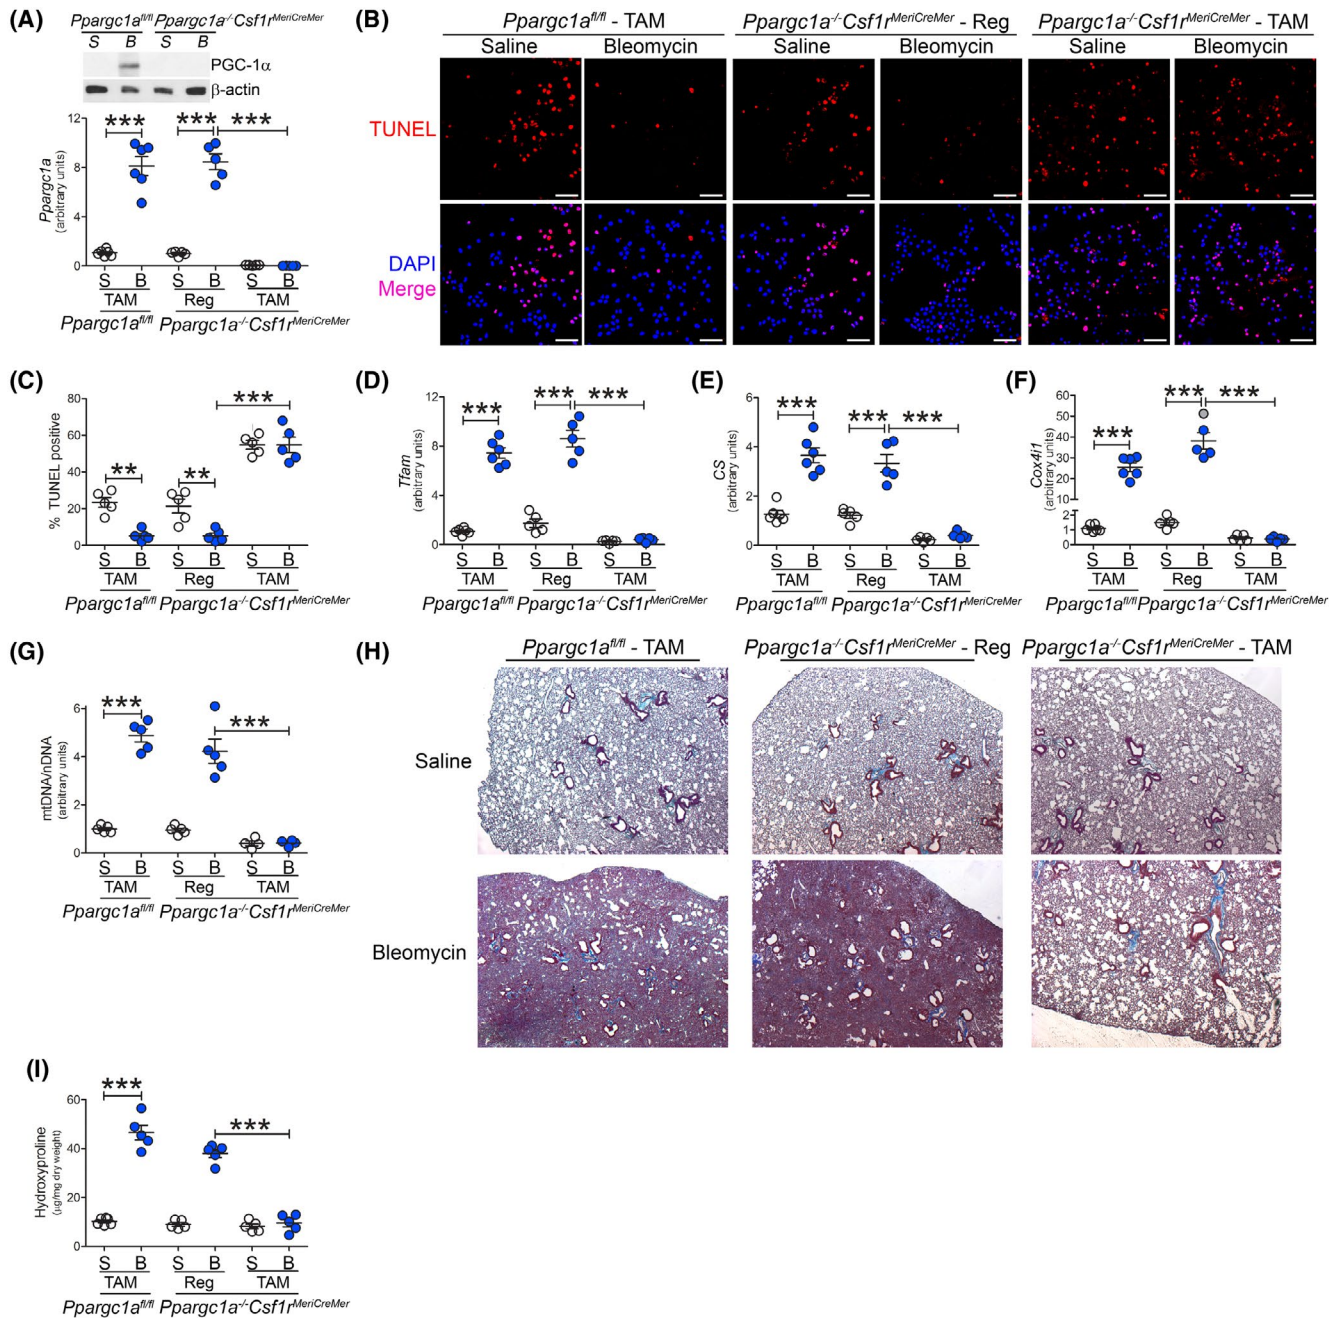 (A)
Ppargc1a^fl/fl Ppargc1a^-/-Csf1r^MeriCreMer
S B S B
PGC-1α
β-actin
*** *** ***
12
8
4
0
Ppargc1a
(arbitrary units)
S B S B S B
TAM Reg TAM
Ppargc1a^fl/fl Ppargc1a^-/-Csf1r^MeriCreMer
(B)
Ppargc1a^fl/fl - TAM Ppargc1a^-/-Csf1r^MeriCreMer - Reg Ppargc1a^-/-Csf1r^MeriCreMer - TAM
Saline Bleomycin Saline Bleomycin Saline Bleomycin
TUNEL
DAPI
Merge
(C)
80
60
40
20
0
% TUNEL positive
** ** ***
S B S B S B
TAM Reg TAM
Ppargc1a^fl/fl Ppargc1a^-/-Csf1r^MeriCreMer
(D)
12
8
4
0
Tfam
(arbitrary units)
*** *** ***
S B S B S B
TAM Reg TAM
Ppargc1a^fl/fl Ppargc1a^-/-Csf1r^MeriCreMer
(E)
6
4
2
0
CS
(arbitrary units)
*** *** ***
S B S B S B
TAM Reg TAM
Ppargc1a^fl/fl Ppargc1a^-/-Csf1r^MeriCreMer
(F)
60
50
40
30
20
10
2
1
0
Cox4i1
(arbitrary units)
*** *** ***
S B S B S B
TAM Reg TAM
Ppargc1a^fl/fl Ppargc1a^-/-Csf1r^MeriCreMer
(G)
6
4
2
0
mtDNA/nDNA
(arbitrary units)
*** ***
S B S B S B
TAM Reg TAM
Ppargc1a^fl/fl Ppargc1a^-/-Csf1r^MeriCreMer
(H)
Ppargc1a^fl/fl - TAM Ppargc1a^-/-Csf1r^MeriCreMer - Reg Ppargc1a^-/-Csf1r^MeriCreMer - TAM
Saline
Bleomycin
(I)
60
40
20
0
Hydroxyproline
(µg/mg dry weight)
*** ***
S B S B S B
TAM Reg TAM
Ppargc1a^fl/fl Ppargc1a^-/-Csf1r^MeriCreMer